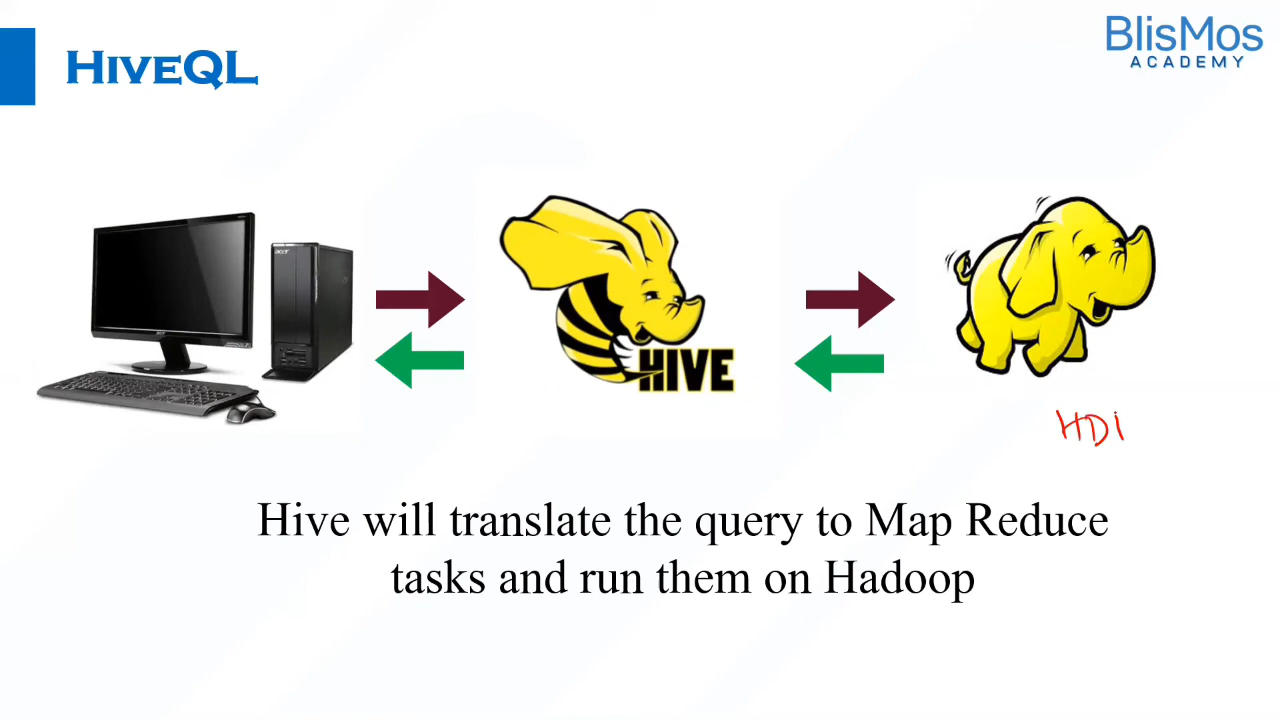 HiveQL
BlisMos
ACADEMY
acer
HIVE
HDI
Hive will translate the query to Map Reduce
tasks and run them on Hadoop